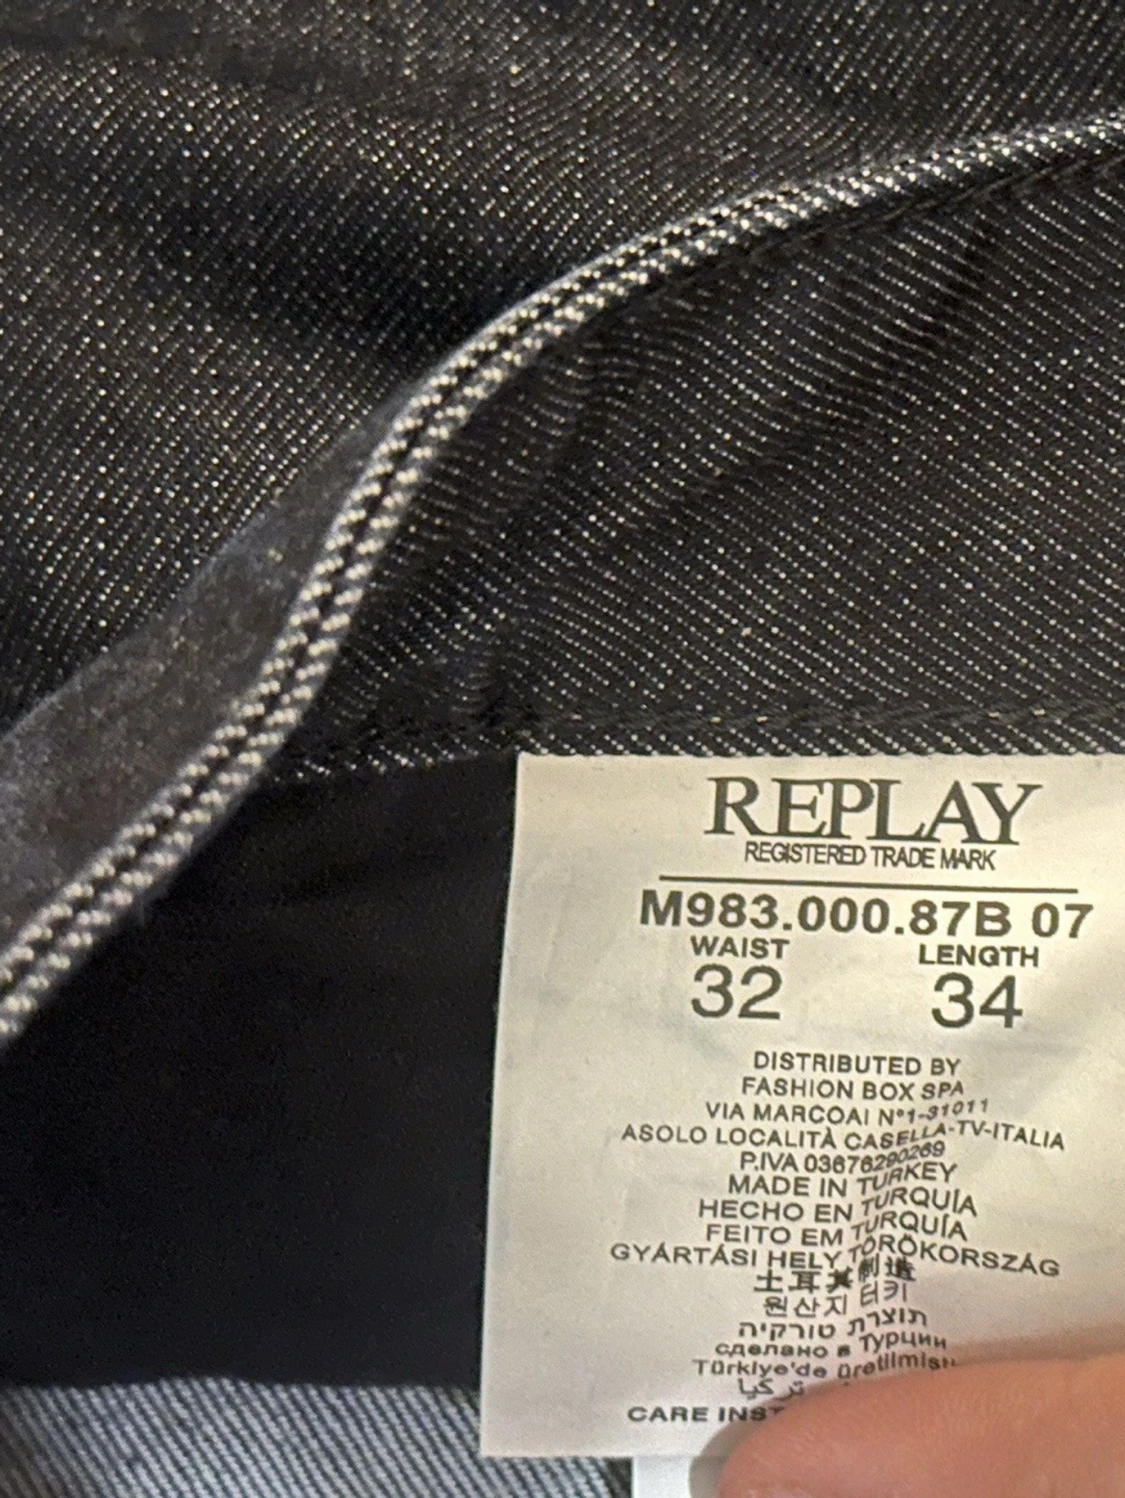 REPLAY
REGISTERED TRADE MARK
M983.000.87B 07
WAIST LENGTH
32 34
DISTRIBUTED BY
FASHION BOX SPA
VIA MARCOAI N°1-31011
ASOLO LOCALITÀ CASELLA-TV-ITALIA
P.IVA 03676290269
MADE IN TURKEY
HECHO EN TURQUÍA
FEITO EM TURQUÍA
GYÁRTÁSI HELY TÖRÖKORSZÁG
土耳其制造
원산지 터키
תוצרת טורקיה
сделано в Турции
Türkiye'de üretilmiştir
تركيا
CARE INST